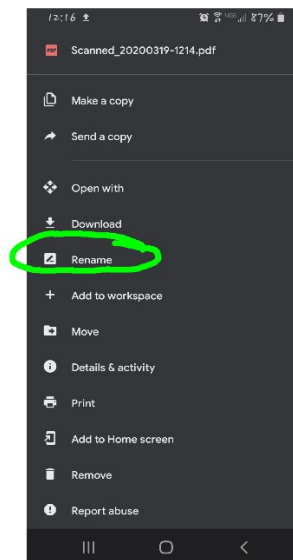 12:16 87%
PDF Scanned_20200319-1214.pdf
Make a copy
Send a copy
Open with
Download
Rename
Add to workspace
Move
Details & activity
Print
Add to Home screen
Remove
Report abuse